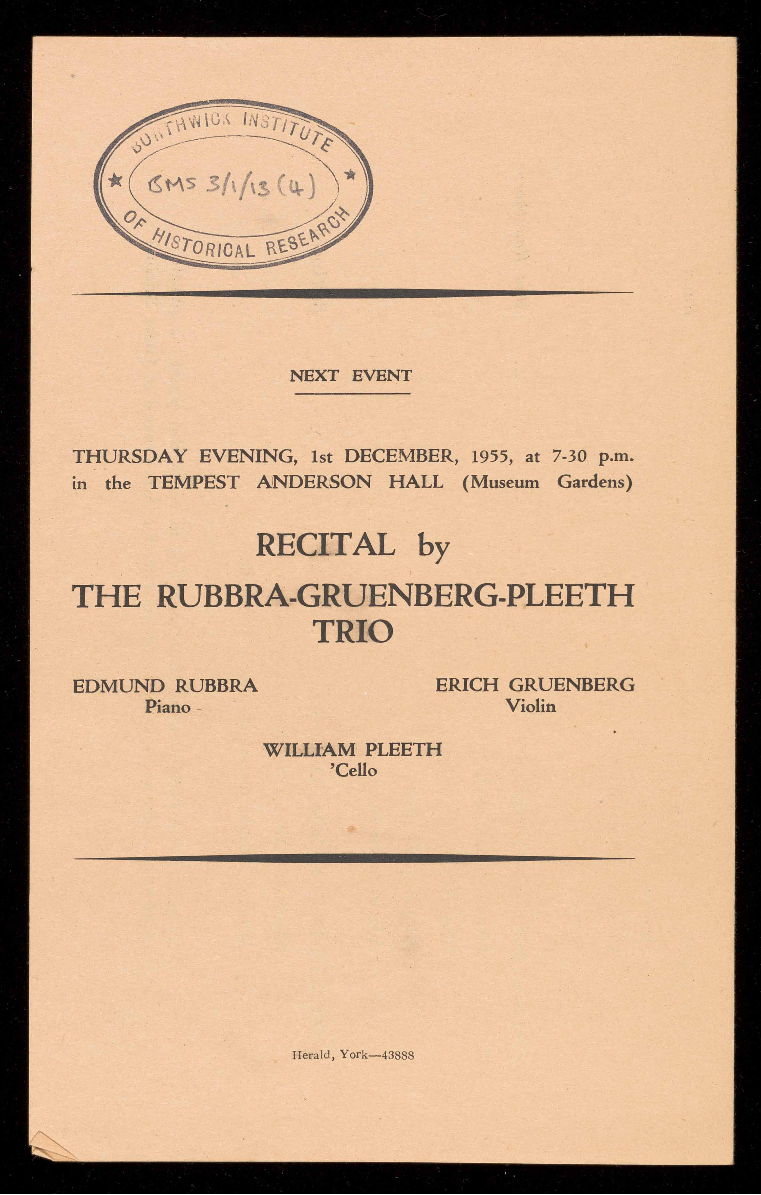 BORTHWICK INSTITUTE
BMS 3/1/13 (4)
OF HISTORICAL RESEARCH
NEXT EVENT
THURSDAY EVENING, 1st DECEMBER, 1955, at 7-30 p.m.
in the TEMPEST ANDERSON HALL (Museum Gardens)
RECITAL by
THE RUBBRA-GRUENBERG-PLEETH
TRIO
EDMUND RUBBRA ERICH GRUENBERG
Piano Violin
WILLIAM PLEETH
’Cello
Herald, York—43888